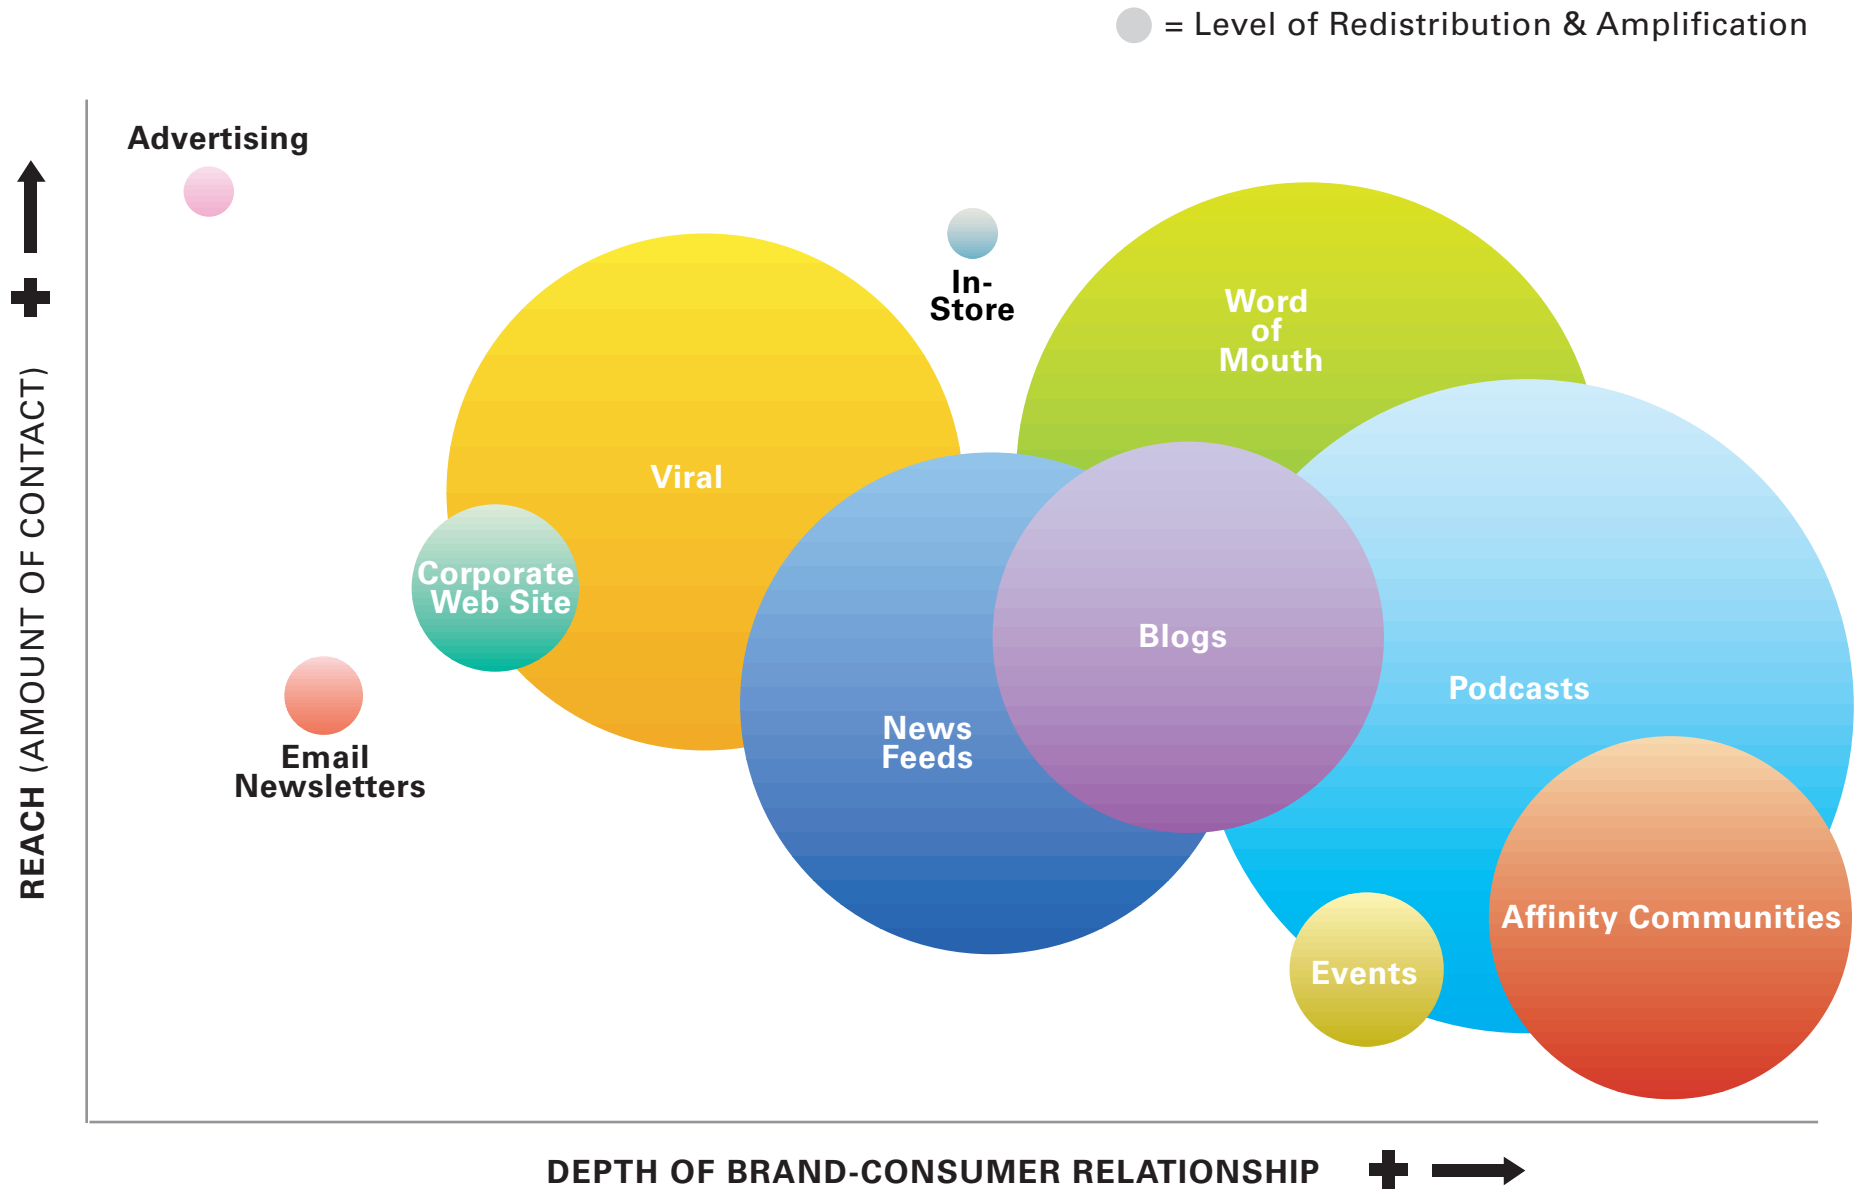 = Level of Redistribution & Amplification
Advertising
In-
Store
Word
of
Mouth
Viral
Corporate
Web Site
Blogs
Podcasts
News
Feeds
Email
Newsletters
Affinity Communities
Events
REACH (AMOUNT OF CONTACT)
DEPTH OF BRAND-CONSUMER RELATIONSHIP